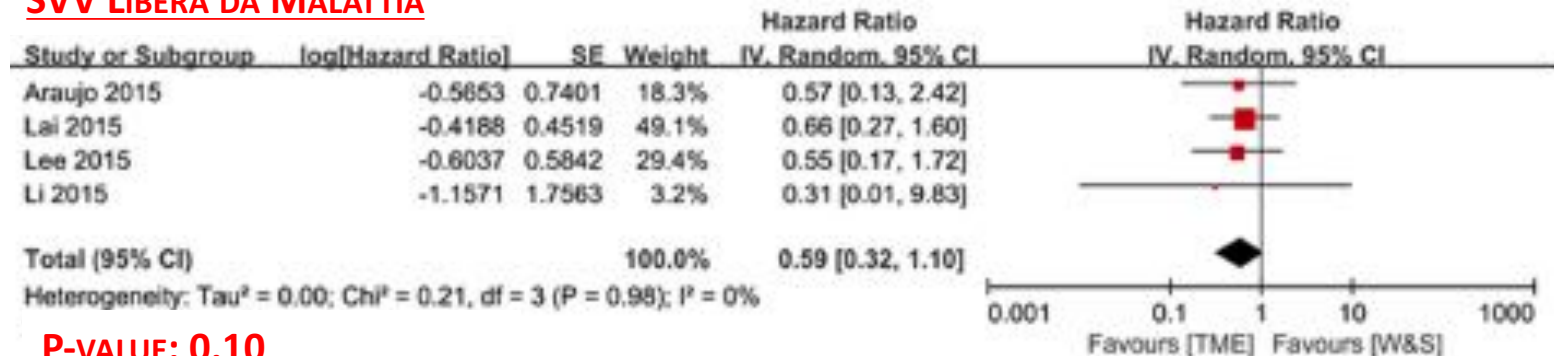 SVV LIBERA DA MALATTIA
Hazard Ratio Hazard Ratio
Study or Subgroup log[Hazard Ratio] SE Weight IV, Random, 95% CI IV, Random, 95% CI
Araujo 2015 -0.5653 0.7401 18.3% 0.57 [0.13, 2.42]
Lai 2015 -0.4188 0.4519 49.1% 0.66 [0.27, 1.60]
Lee 2015 -0.6037 0.5842 29.4% 0.55 [0.17, 1.72]
Li 2015 -1.1571 1.7563 3.2% 0.31 [0.01, 9.83]
Total (95% CI) 100.0% 0.59 [0.32, 1.10]
Heterogeneity: Tau² = 0.00; Chi² = 0.21, df = 3 (P = 0.98); I² = 0%
0.001 0.1 1 10 1000
Favours [TME] Favours [W&S]
P-VALUE: 0.10